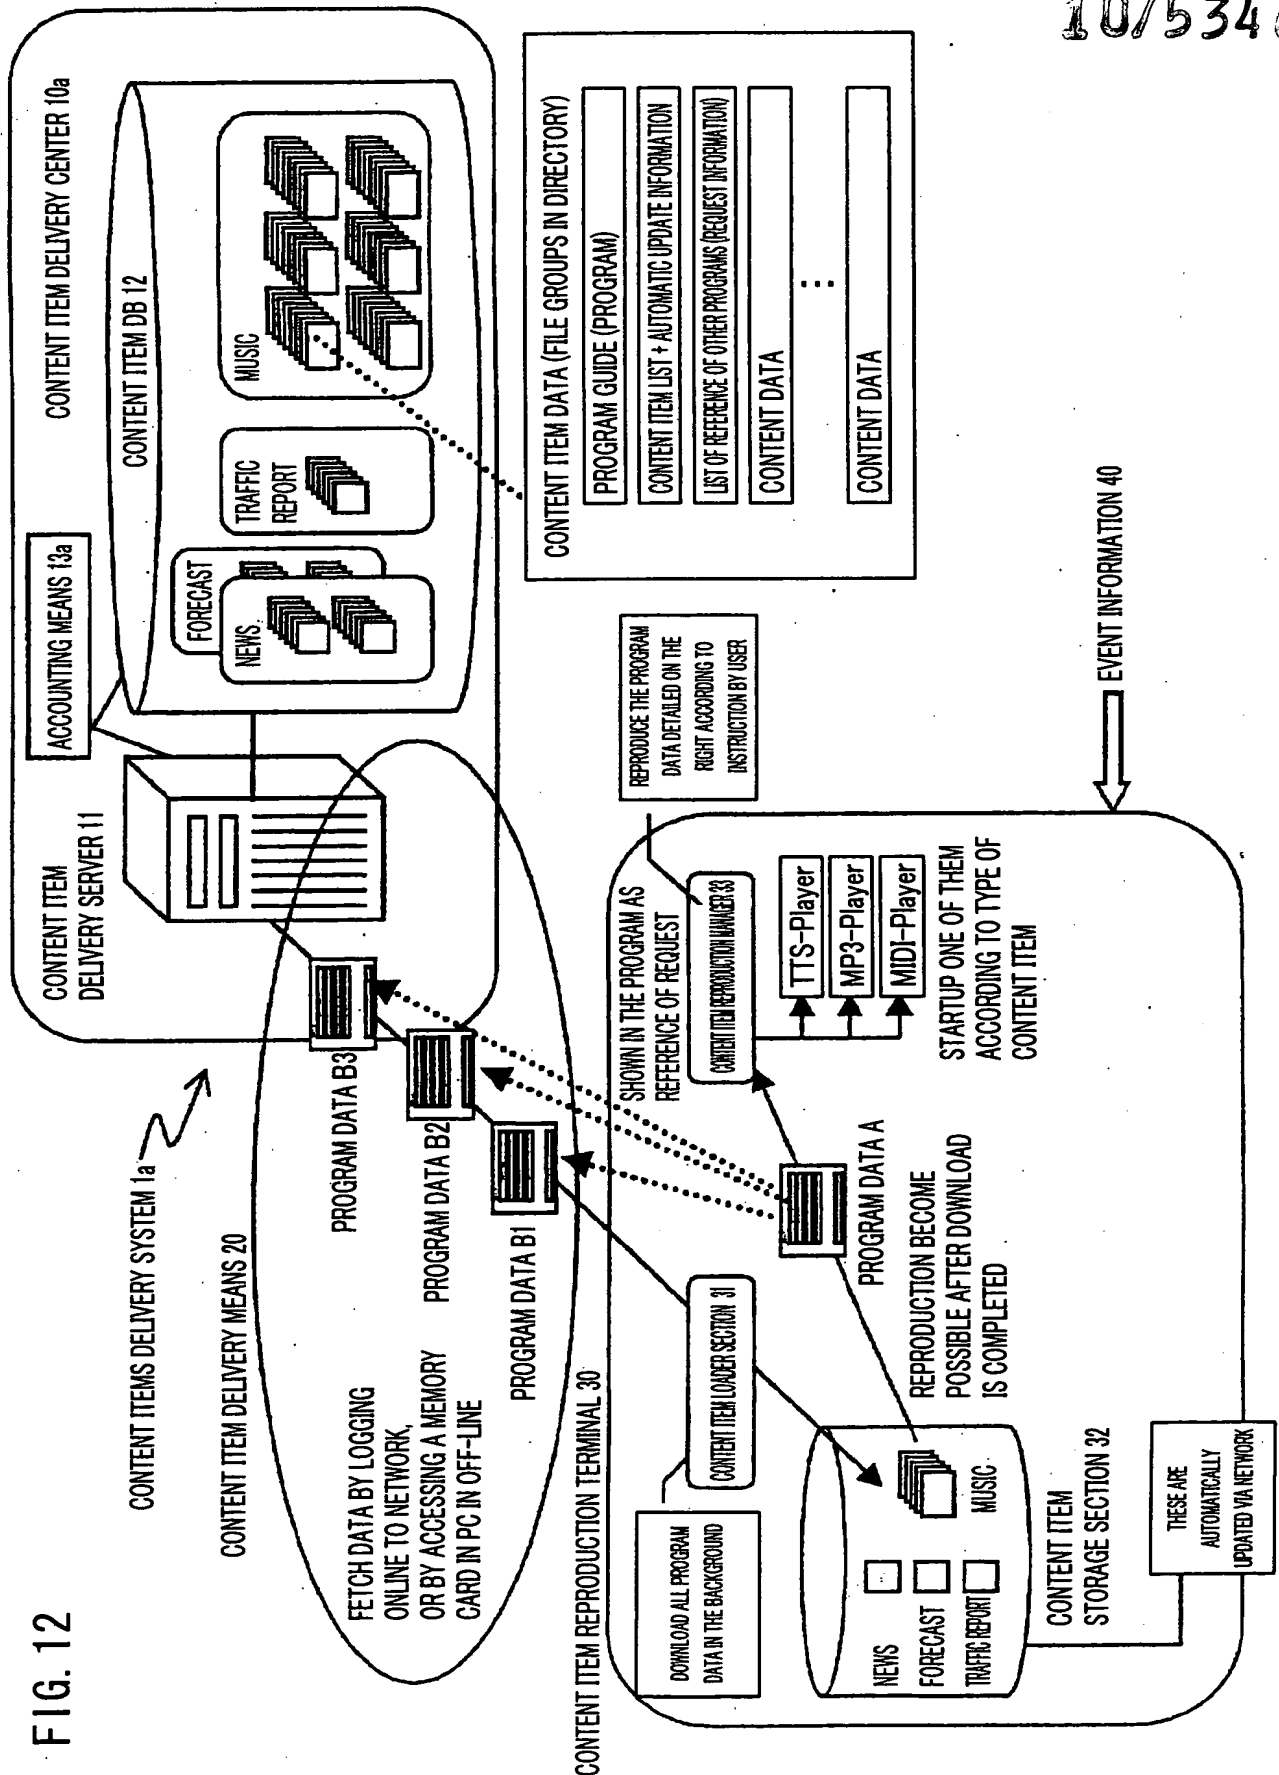 FIG. 12
10/534
CONTENT ITEMS DELIVERY SYSTEM 1a
CONTENT ITEM DELIVERY MEANS 20
FETCH DATA BY LOGGING
ONLINE TO NETWORK,
OR BY ACCESSING A MEMORY
CARD IN PC IN OFF-LINE
PROGRAM DATA B3
PROGRAM DATA B2
PROGRAM DATA B1
CONTENT ITEM
DELIVERY SERVER 11
ACCOUNTING MEANS 13a
CONTENT ITEM DELIVERY CENTER 10a
CONTENT ITEM DB 12
FORECAST
NEWS
TRAFFIC
REPORT
MUSIC
CONTENT ITEM DATA (FILE GROUPS IN DIRECTORY)
PROGRAM GUIDE (PROGRAM)
CONTENT ITEM LIST + AUTOMATIC UPDATE INFORMATION
LIST OF REFERENCE OF OTHER PROGRAMS (REQUEST INFORMATION)
CONTENT DATA
...
CONTENT DATA
CONTENT ITEM REPRODUCTION TERMINAL 30
DOWNLOAD ALL PROGRAM
DATA IN THE BACKGROUND
CONTENT ITEM LOADER SECTION 31
SHOWN IN THE PROGRAM AS
REFERENCE OF REQUEST
CONTENT ITEM REPRODUCTION MANAGER 33
REPRODUCE THE PROGRAM
DATA DETAILED ON THE
RIGHT ACCORDING TO
INSTRUCTION BY USER
TTS-Player
MP3-Player
MIDI-Player
STARTUP ONE OF THEM
ACCORDING TO TYPE OF
CONTENT ITEM
PROGRAM DATA A
REPRODUCTION BECOME
POSSIBLE AFTER DOWNLOAD
IS COMPLETED
NEWS
FORECAST
TRAFFIC REPORT
MUSIC
CONTENT ITEM
STORAGE SECTION 32
THESE ARE
AUTOMATICALLY
UPDATED VIA NETWORK
EVENT INFORMATION 40